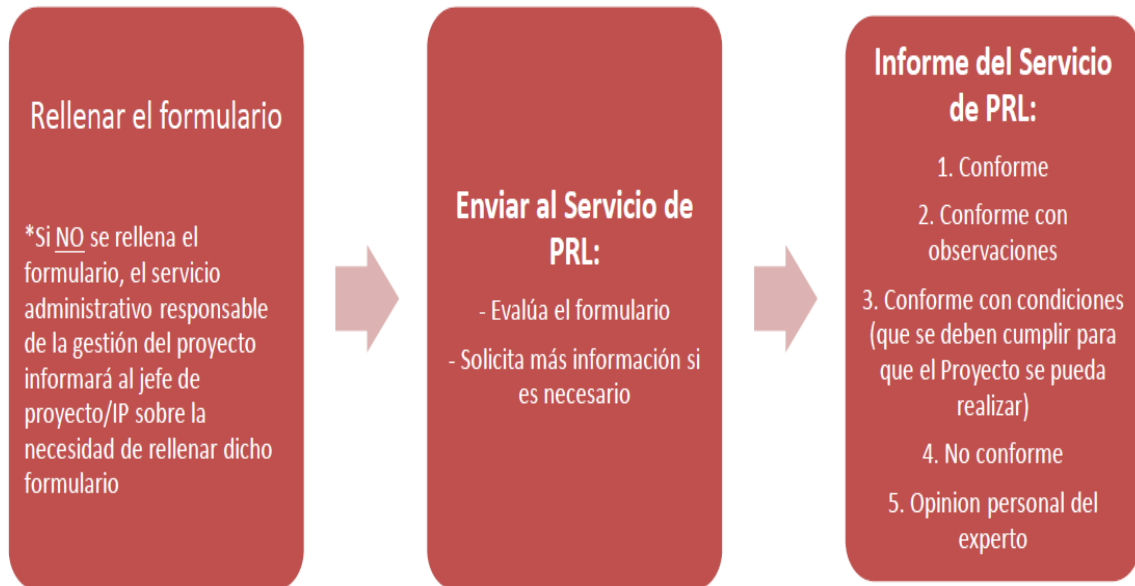 Rellenar el formulario
*Si NO se rellena el
formulario, el servicio
administrativo responsable
de la gestión del proyecto
informará al jefe de
proyecto/IP sobre la
necesidad de rellenar dicho
formulario
Enviar al Servicio de
PRL:
- Evalúa el formulario
- Solicita más información si
es necesario
Informe del Servicio
de PRL:
1. Conforme
2. Conforme con
observaciones
3. Conforme con condiciones
(que se deben cumplir para
que el Proyecto se pueda
realizar)
4. No conforme
5. Opinion personal del
experto